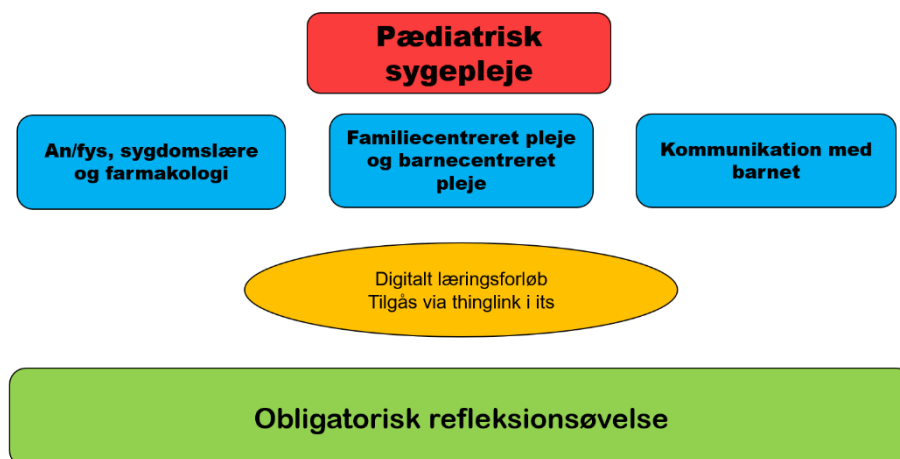 Pædiatrisk
sygepleje
An/fys, sygdomslære
og farmakologi
Familiecentreret pleje
og barnecentreret
pleje
Kommunikation med
barnet
Digitalt læringsforløb
Tilgås via thinglink i its
Obligatorisk refleksionsøvelse